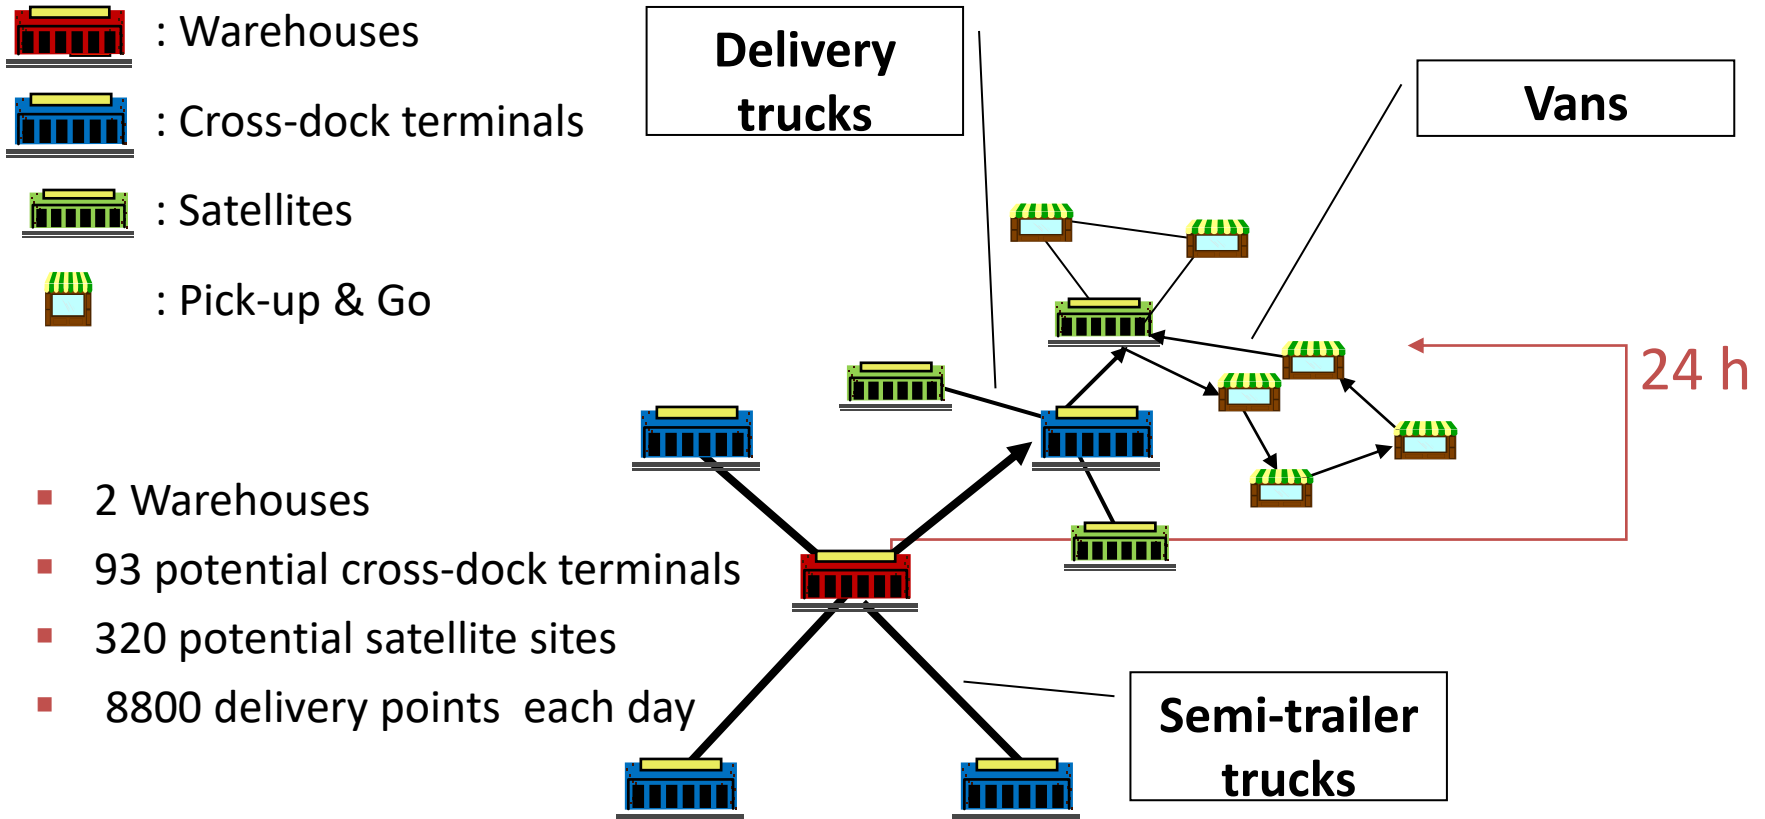 : Warehouses
: Cross-dock terminals
: Satellites
: Pick-up & Go
Delivery
trucks
Vans
24 h
▪ 2 Warehouses
▪ 93 potential cross-dock terminals
▪ 320 potential satellite sites
▪ 8800 delivery points each day
Semi-trailer
trucks